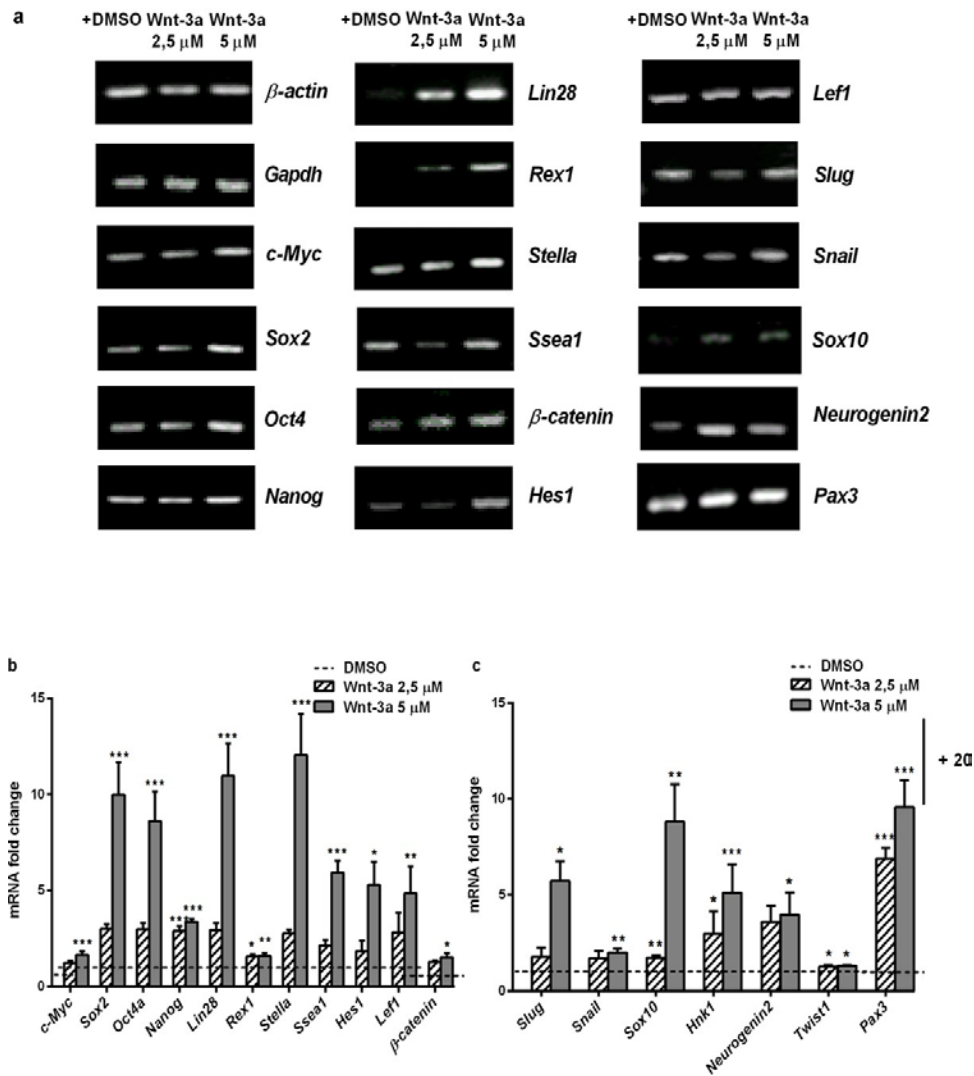 a
+DMSO Wnt-3a Wnt-3a
2,5 μM 5 μM
+DMSO Wnt-3a Wnt-3a
2,5 μM 5 μM
+DMSO Wnt-3a Wnt-3a
2,5 μM 5 μM
β-actin
Lin28
Lef1
Gapdh
Rex1
Slug
c-Myc
Stella
Snail
Sox2
Ssea1
Sox10
Oct4
β-catenin
Neurogenin2
Nanog
Hes1
Pax3
b
DMSO
Wnt-3a 2,5 μM
Wnt-3a 5 μM
mRNA fold change
15
10
5
0
***
***
***
***
***
***
*
**
***
***
*
**
*
c-Myc
Sox2
Oct4a
Nanog
Lin28
Rex1
Stella
Ssea1
Hes1
Lef1
β-catenin
c
DMSO
Wnt-3a 2,5 μM
Wnt-3a 5 μM
mRNA fold change
15
10
5
0
*
**
**
**
*
***
*
*
*
***
***
Slug
Snail
Sox10
Hnk1
Neurogenin2
Twist1
Pax3